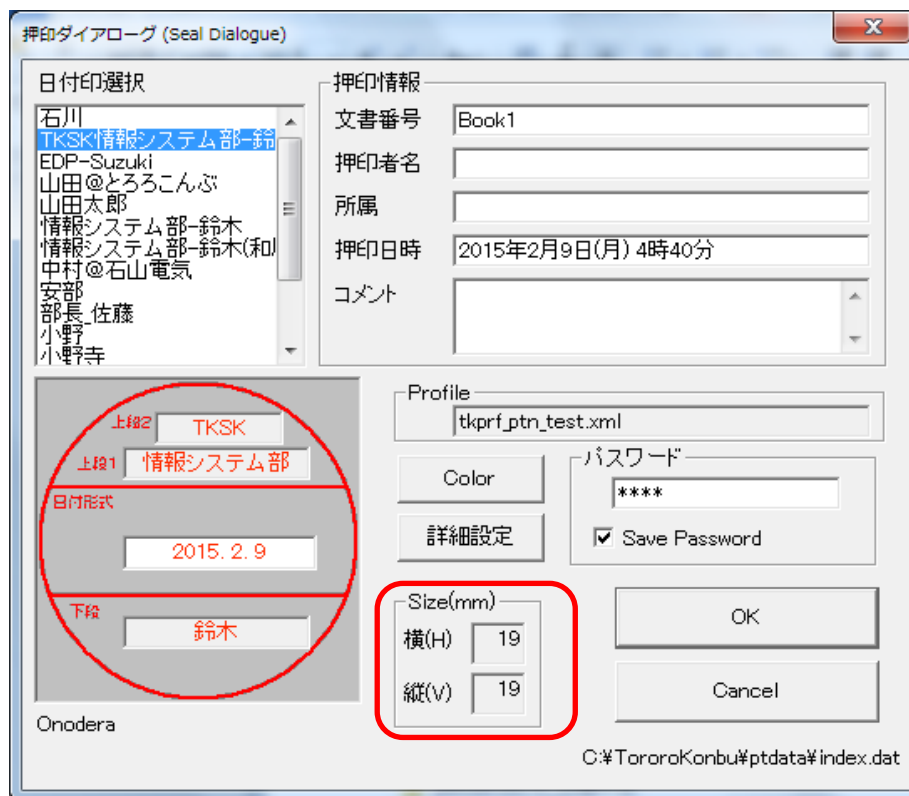 押印ダイアローグ (Seal Dialogue)
日付印選択
石川
TKSK情報システム部-鈴
EDP-Suzuki
山田@とろろこんぶ
山田太郎
情報システム部-鈴木
情報システム部-鈴木(和
中村@石山電気
安部
部長_佐藤
小野
小野寺
押印情報
文書番号 Book1
押印者名
所属
押印日時 2015年2月9日(月) 4時40分
コメント
上段2 TKSK
上段1 情報システム部
日付形式
2015. 2. 9
下段 鈴木
Onodera
Profile
tkprf_ptn_test.xml
Color
詳細設定
パスワード
****
Save Password
Size(mm)
横(H) 19
縦(V) 19
OK
Cancel
C:¥TororoKonbu¥ptdata¥index.dat